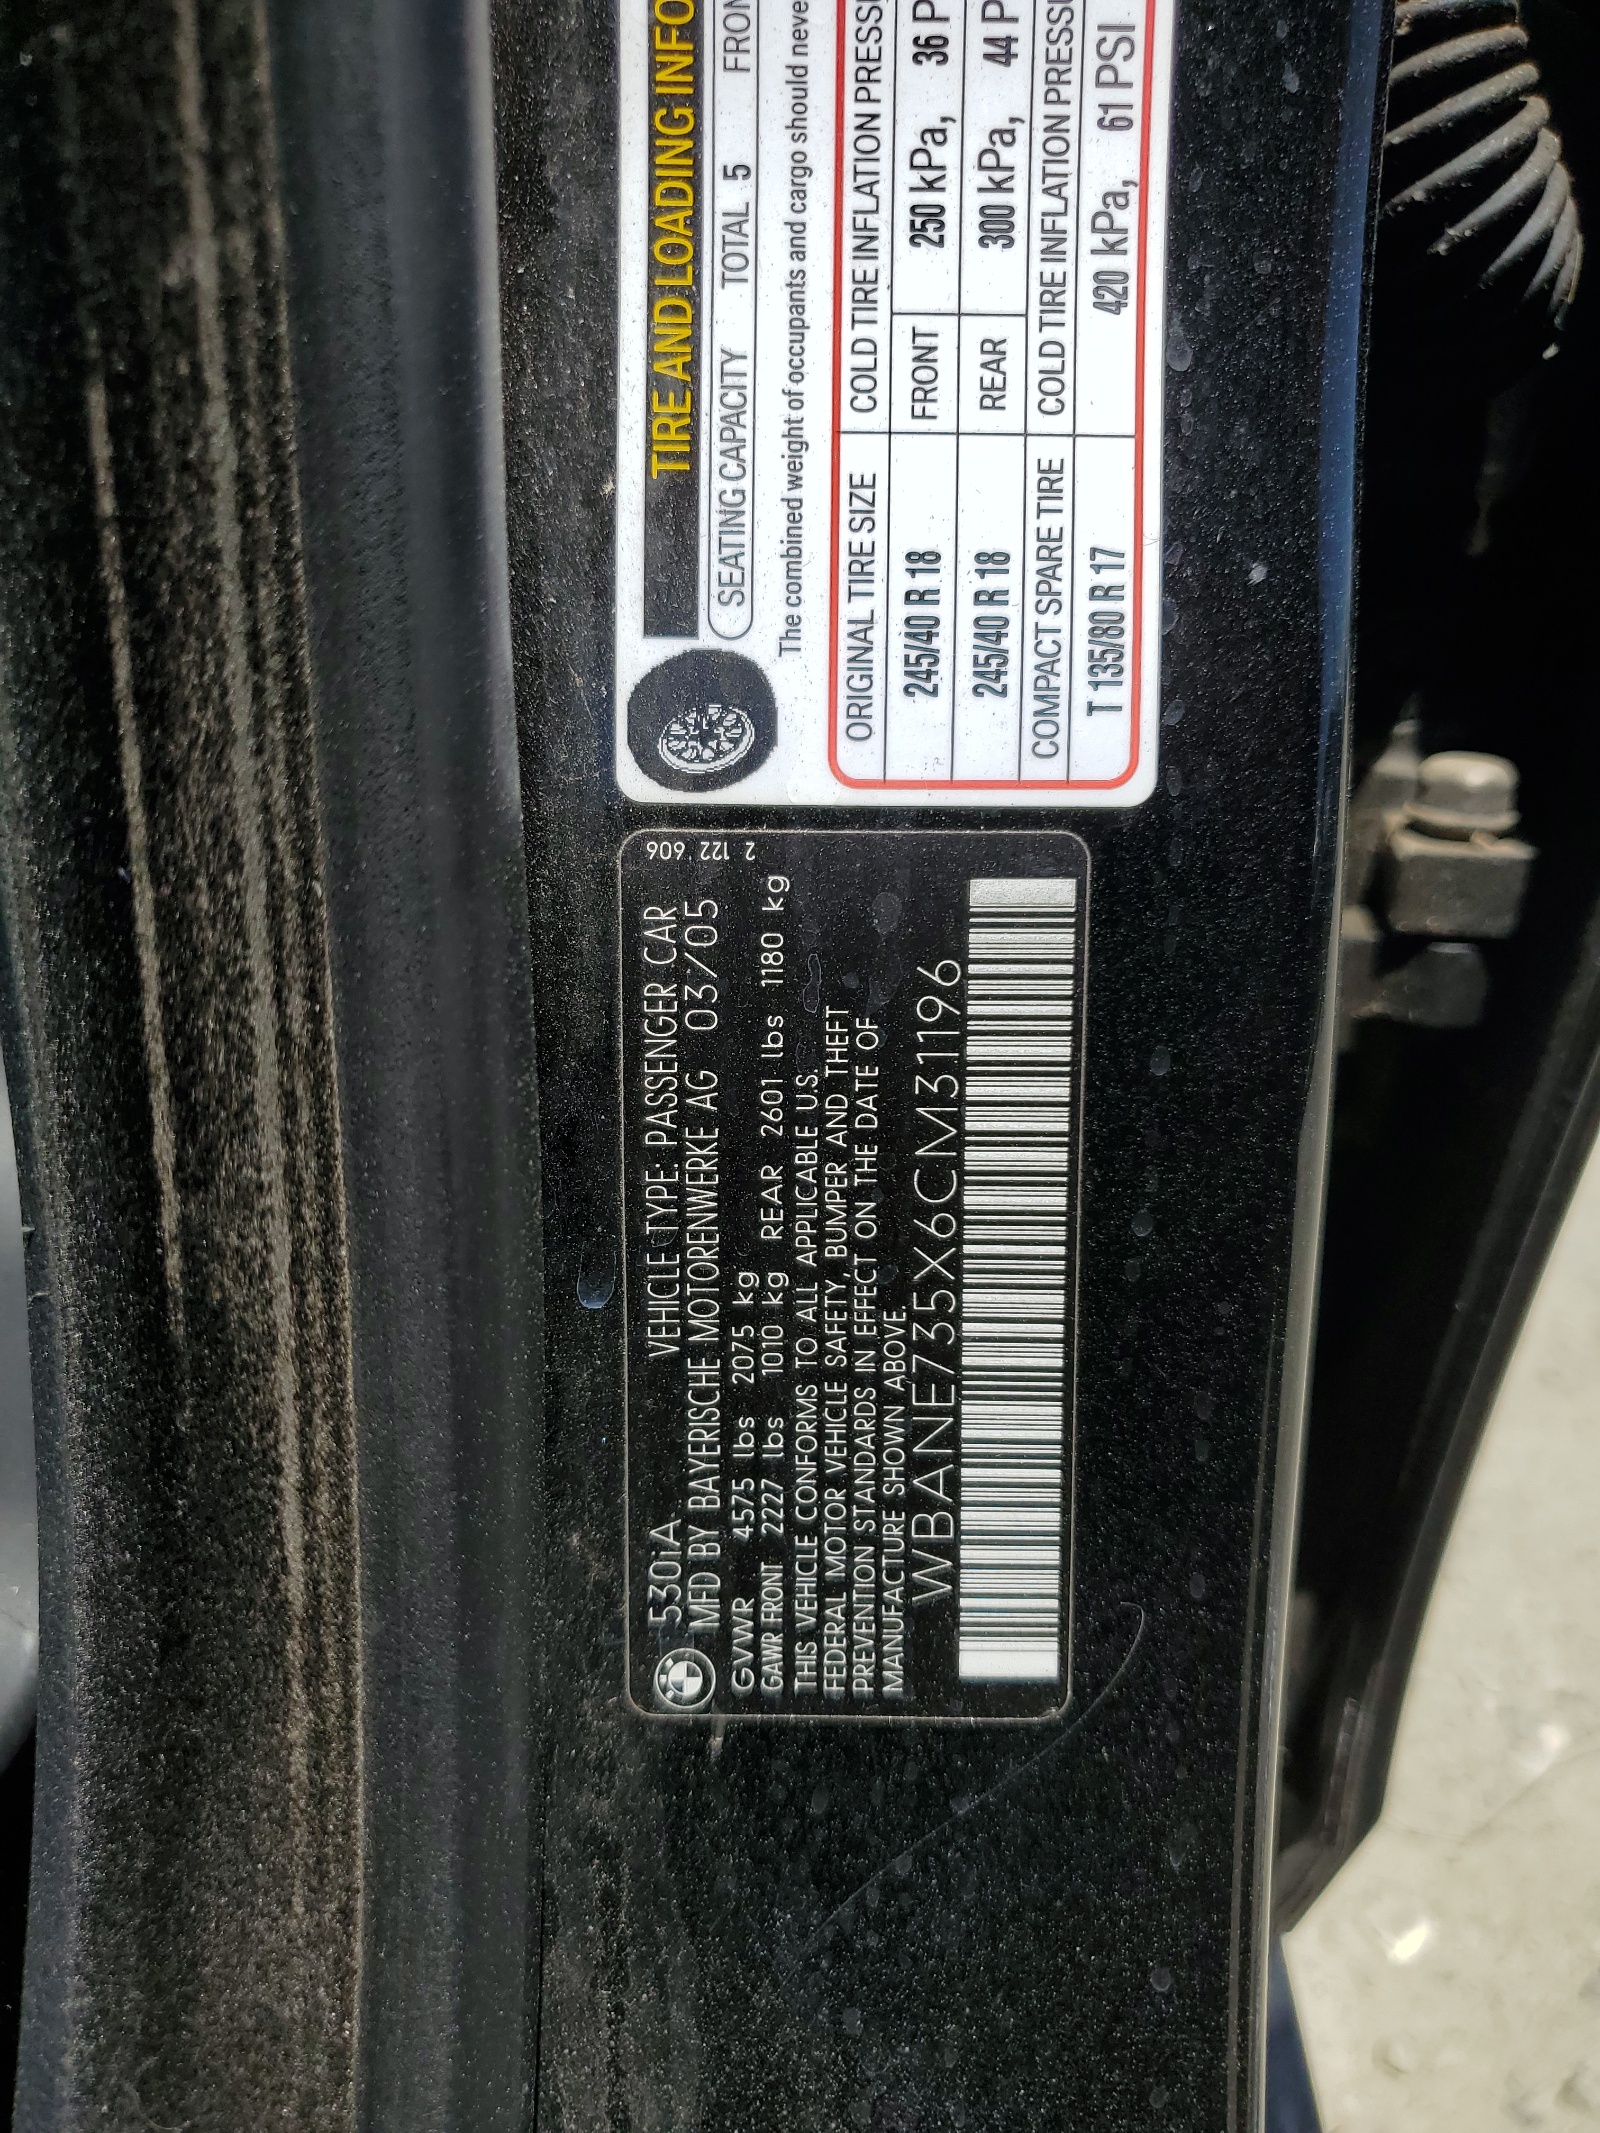 5301A VEHICLE TYPE: PASSENGER CAR
MFD BY BAYERISCHE MOTORENWERKE AG 03/05
GVWR 4575 lbs 2075 kg
GAWR FRONT 2227 lbs 1010 kg REAR 2601 lbs 1180 kg
THIS VEHICLE CONFORMS TO ALL APPLICABLE U.S.
FEDERAL MOTOR VEHICLE SAFETY, BUMPER AND THEFT
PREVENTION STANDARDS IN EFFECT ON THE DATE OF
MANUFACTURE SHOWN ABOVE.
WBANE735X6CM31196
2 122 606
TIRE AND LOADING INFO
SEATING CAPACITY TOTAL 5 FRON
The combined weight of occupants and cargo should neve
ORIGINAL TIRE SIZE COLD TIRE INFLATION PRESSU
245/40 R 18 FRONT 250 kPa, 36 P
245/40 R 18 REAR 300 kPa, 44 P
COMPACT SPARE TIRE COLD TIRE INFLATION PRESSU
T 135/80 R 17 420 kPa, 61 PSI